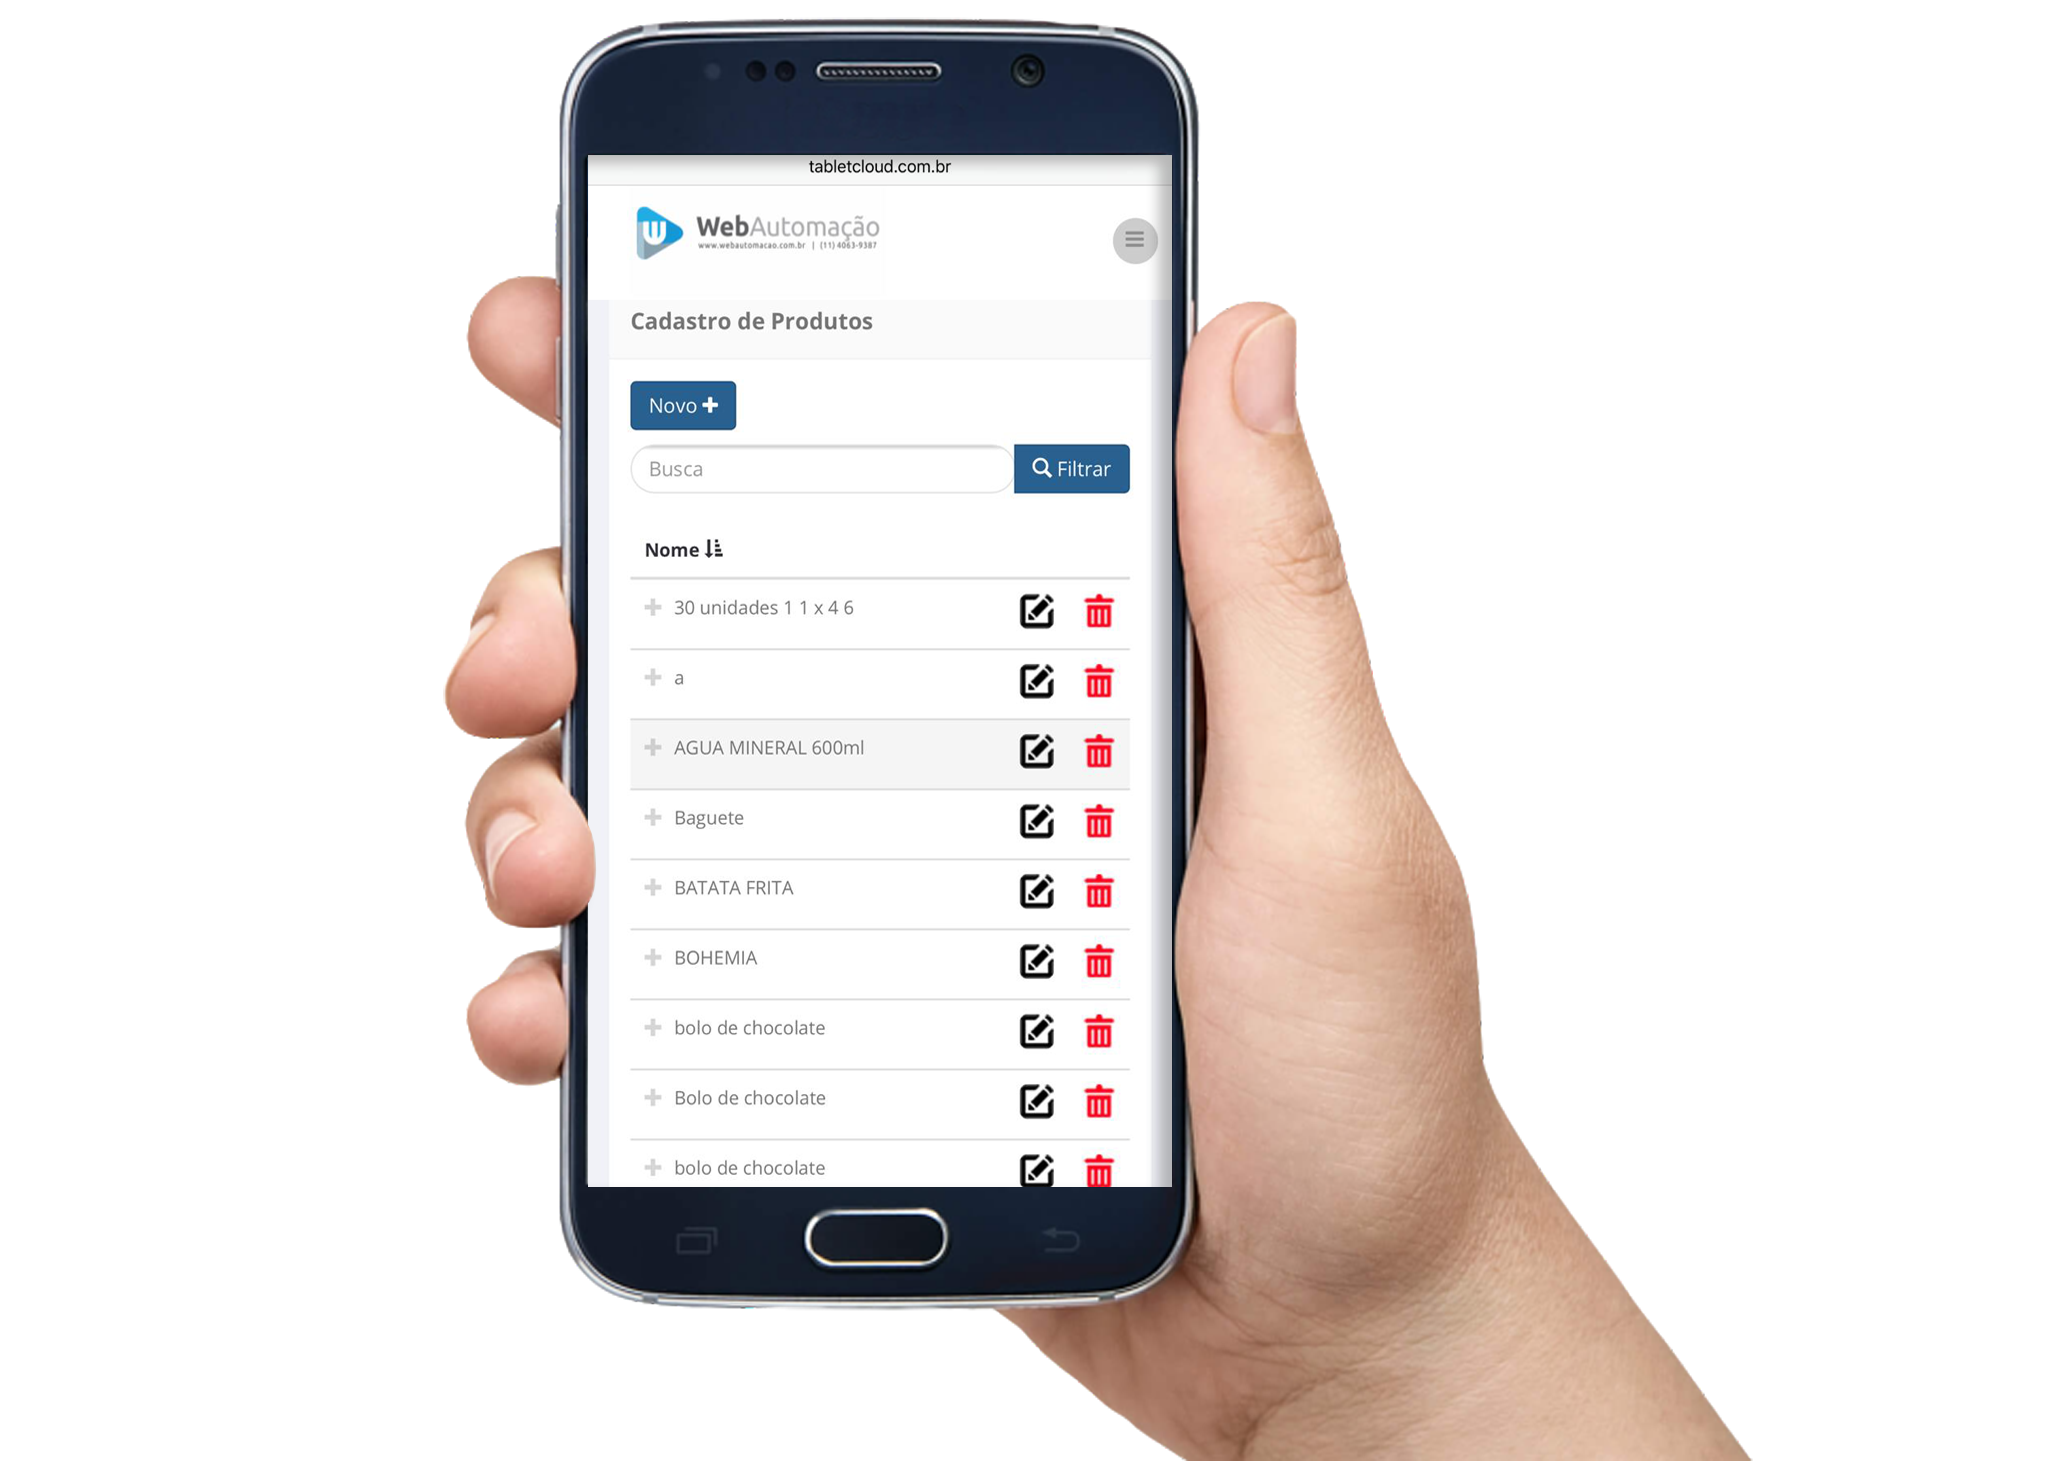 tabletcloud.com.br
WebAutomação
www.webautomacao.com.br | (11) 4063-9387
Cadastro de Produtos
Novo
Busca
Filtrar
Nome
30 unidades 1 1 x 4 6
a
AGUA MINERAL 600ml
Baguete
BATATA FRITA
BOHEMIA
bolo de chocolate
Bolo de chocolate
bolo de chocolate